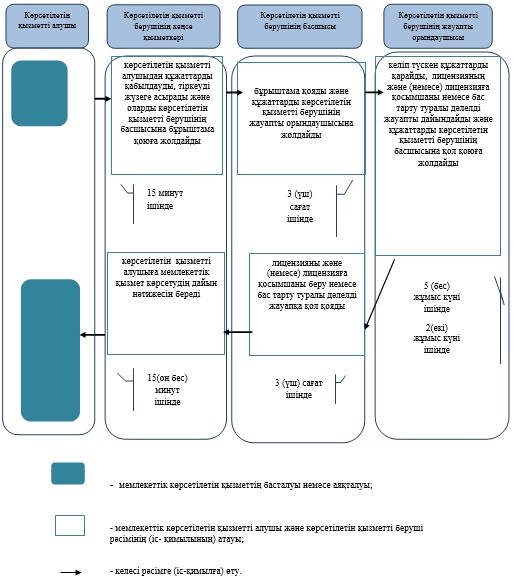 Көрсетілетін
қызметті алушы
Көрсетілетін қызметті
берушінің кеңсе
қызметкері
Көрсетілетін қызметті
берушінің басшысы
Көрсетілетін қызметті
берушінің жауапты
орындаушысы
көрсетілетін қызметті
алушыдан құжаттарды
қабылдауды, тіркеуді
жүзеге асырады және
оларды көрсетілетін
қызметті берушінің
басшысына бұрыштама
қоюға жолдайды
бұрыштама қояды және
құжаттарды көрсетілетін
қызметті берушінің
жауапты орындаушысына
жолдайды
келіп түскен құжаттарды
қарайды, лицензияның
және (немесе) лицензияға
қосымшаны немесе бас
тарту туралы дәлелді
жауапты дайындайды және
құжаттарды көрсетілетін
қызметті берушінің
басшысына қол қоюға
жолдайды
15 минут
ішінде
3 (үш)
сағат
ішінде
көрсетілетін қызметті
алушыға мемлекеттік
қызмет көрсетудің дайын
нәтижесін береді
лицензияны және
(немесе) лицензияға
қосымшаны беру немесе
бас тарту туралы дәлелді
жауапқа қол қояды
5 (бес)
жұмыс күні
ішінде
2(екі)
жұмыс күні
ішінде
15(он бес)
минут
ішінде
3 (үш) сағат
ішінде
- мемлекеттік көрсетілетін қызметтің басталуы немесе аяқталуы;
- мемлекеттік көрсетілетін қызметті алушы және көрсетілетін қызметті беруші
рәсімінің (іс- қимылының) атауы;
- келесі рәсімге (іс-қимылға) өту.